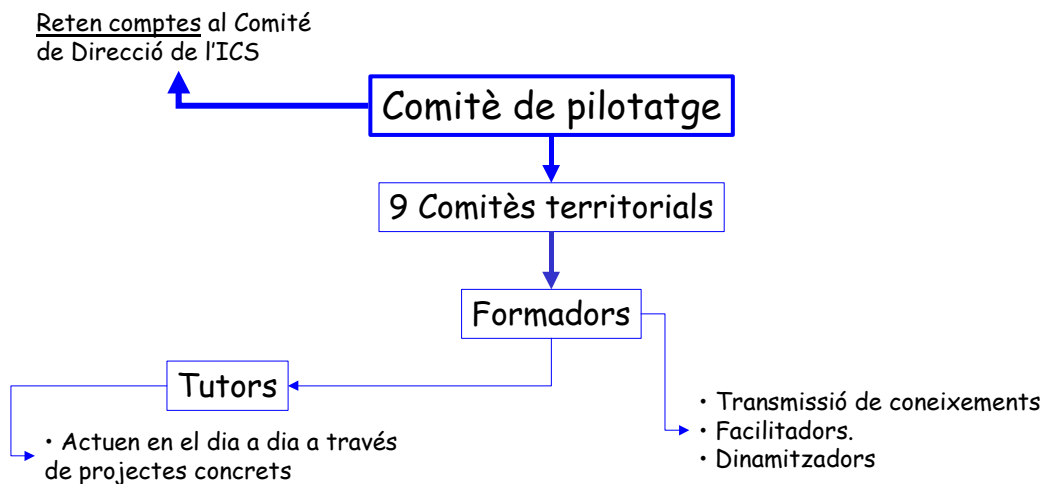 Reten comptes al Comité
de Direcció de l'ICS
Comitè de pilotatge
9 Comitès territorials
Formadors
Tutors
• Transmissió de coneixements
• Facilitadors.
• Dinamitzadors
• Actuen en el dia a dia a través
de projectes concrets